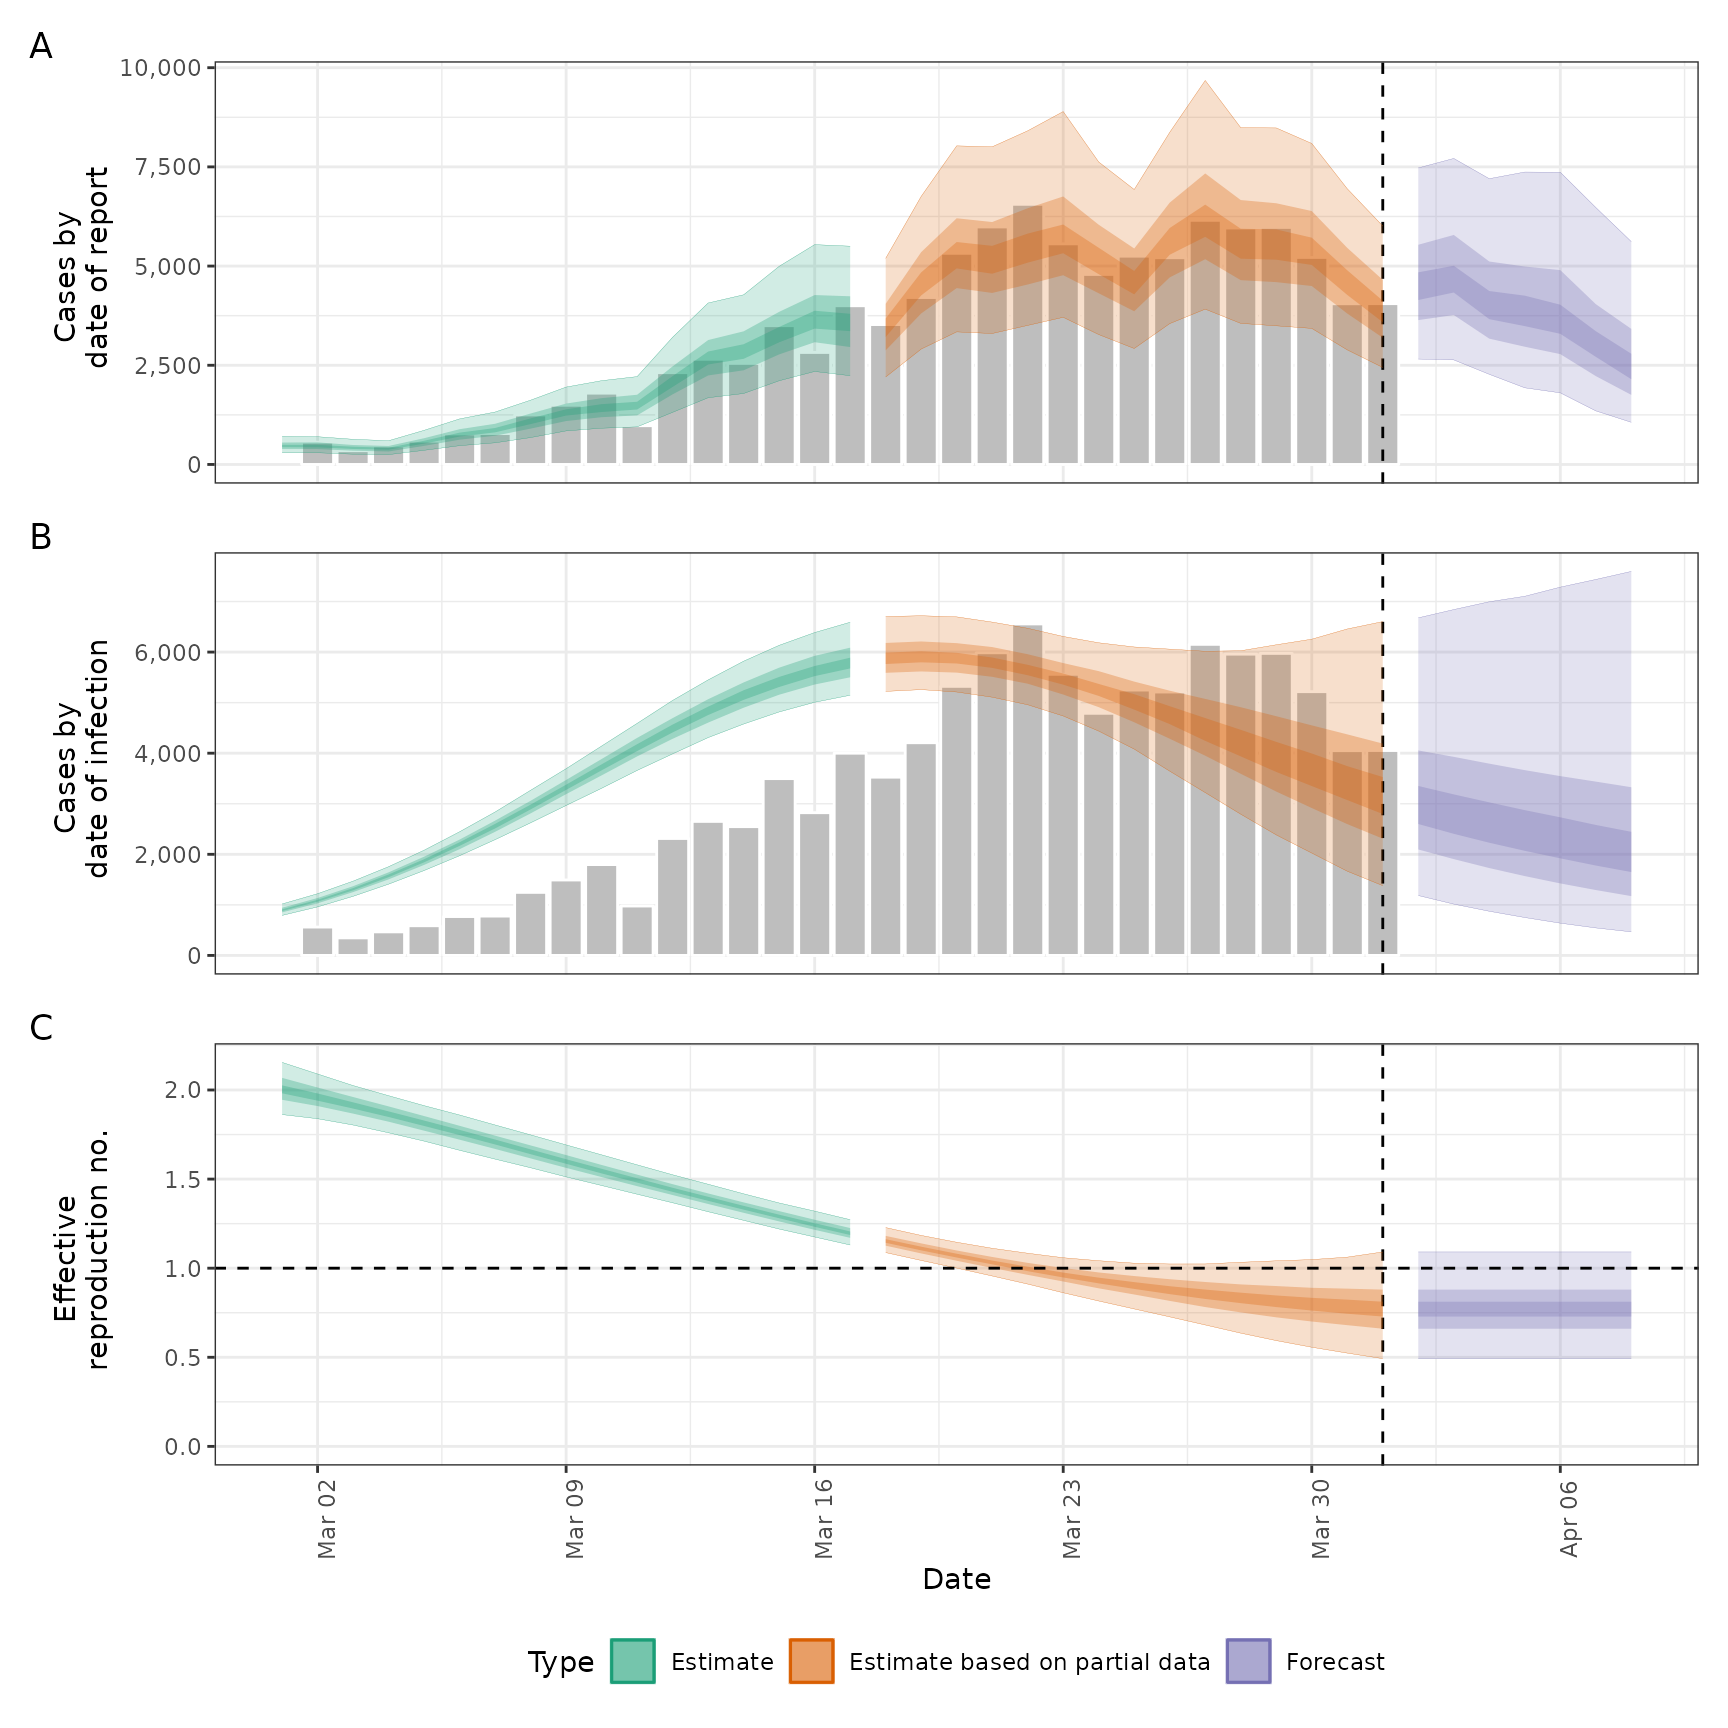 A
10,000
7,500
5,000
2,500
0
Cases by
date of report
B
6,000
4,000
2,000
0
Cases by
date of infection
C
2.0
1.5
1.0
0.5
0.0
Effective
reproduction no.
Mar 02
Mar 09
Mar 16
Mar 23
Mar 30
Apr 06
Date
Type
Estimate
Estimate based on partial data
Forecast